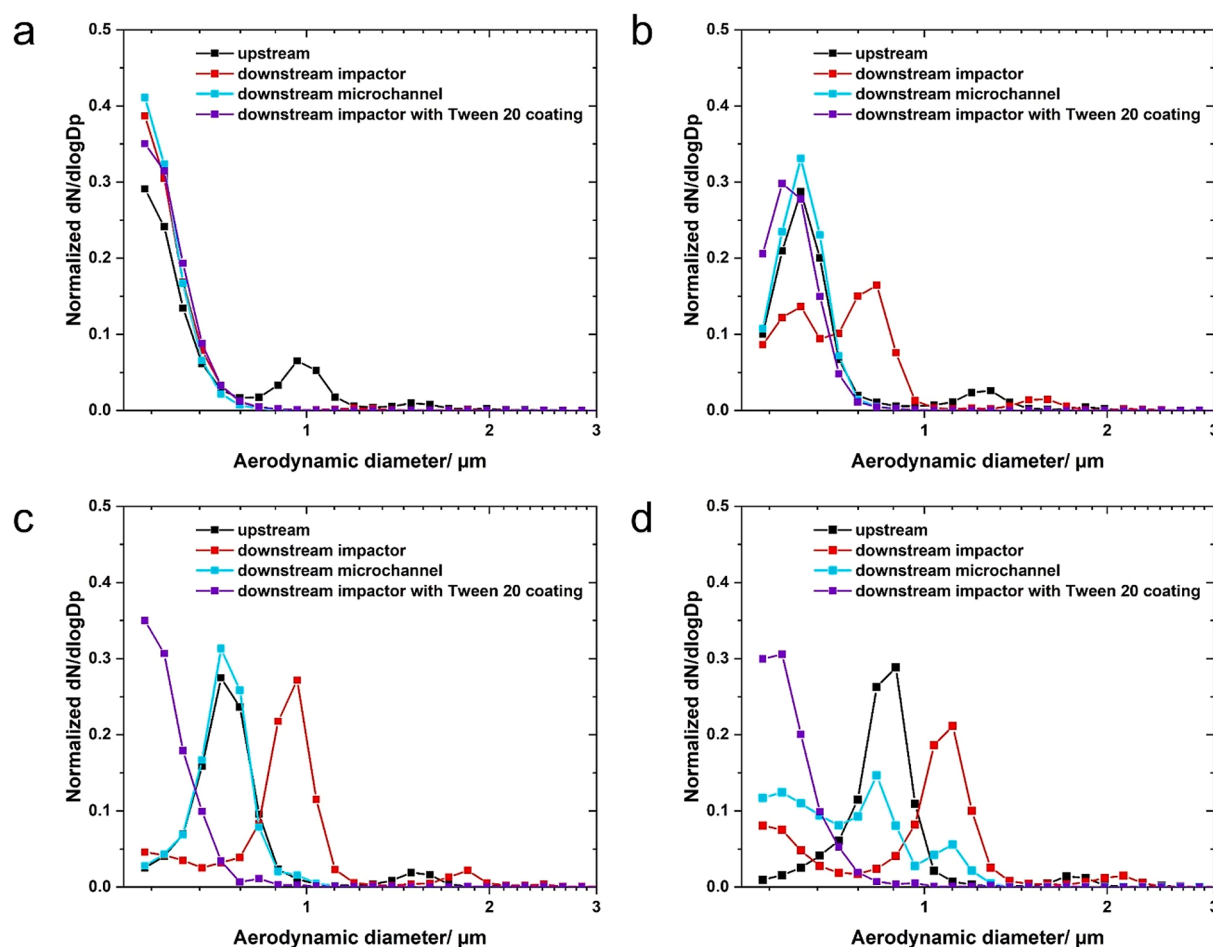 a
0.5
0.4
0.3
0.2
0.1
0.0
Normalized dN/dlogDp
upstream
downstream impactor
downstream microchannel
downstream impactor with Tween 20 coating
1
2
3
Aerodynamic diameter/ µm
b
0.5
0.4
0.3
0.2
0.1
0.0
Normalized dN/dlogDp
upstream
downstream impactor
downstream microchannel
downstream impactor with Tween 20 coating
1
2
3
Aerodynamic diameter/ µm
c
0.5
0.4
0.3
0.2
0.1
0.0
Normalized dN/dlogDp
upstream
downstream impactor
downstream microchannel
downstream impactor with Tween 20 coating
1
2
3
Aerodynamic diameter/ µm
d
0.5
0.4
0.3
0.2
0.1
0.0
Normalized dN/dlogDp
upstream
downstream impactor
downstream microchannel
downstream impactor with Tween 20 coating
1
2
3
Aerodynamic diameter/ µm